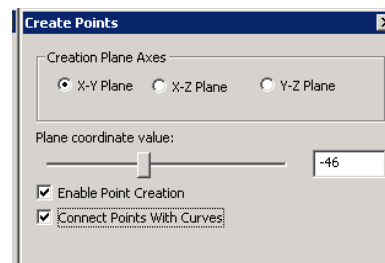 Create Points
Creation Plane Axes
X-Y Plane X-Z Plane Y-Z Plane
Plane coordinate value:
-46
Enable Point Creation
Connect Points With Curves